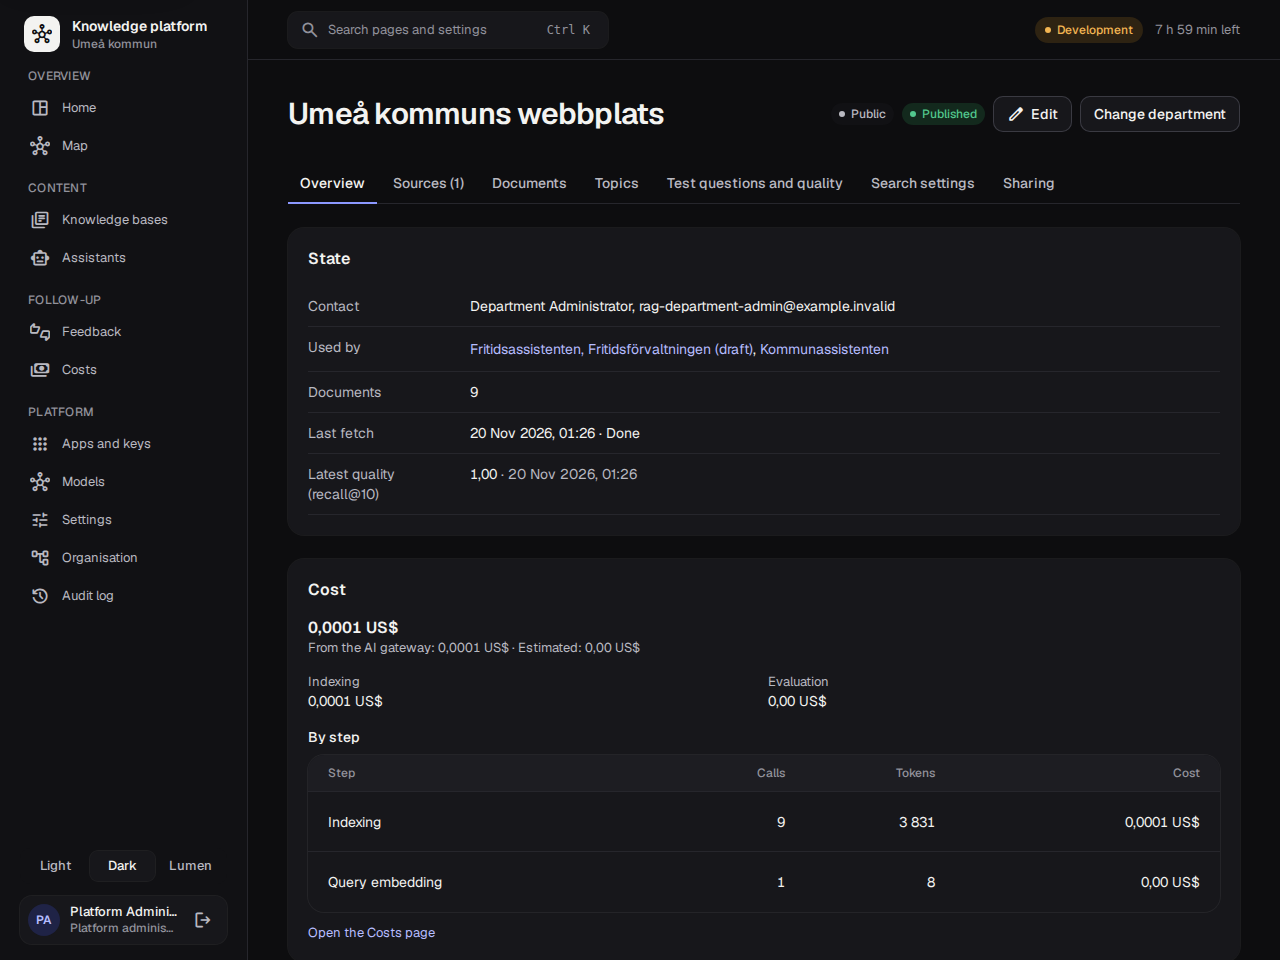 Knowledge platform
Umeå kommun
Search pages and settings
Ctrl K
Development
7 h 59 min left
OVERVIEW
Home
Map
CONTENT
Knowledge bases
Assistants
FOLLOW-UP
Feedback
Costs
PLATFORM
Apps and keys
Models
Settings
Organisation
Audit log
Light
Dark
Lumen
PA
Platform Admini…
Platform adminis…
Umeå kommuns webbplats
Public
Published
Edit
Change department
Overview
Sources (1)
Documents
Topics
Test questions and quality
Search settings
Sharing
State
Contact
Department Administrator, rag-department-admin@example.invalid
Used by
Fritidsassistenten, Fritidsförvaltningen (draft), Kommunassistenten
Documents
9
Last fetch
20 Nov 2026, 01:26 · Done
Latest quality
(recall@10)
1,00 · 20 Nov 2026, 01:26
Cost
0,0001 US$
From the AI gateway: 0,0001 US$ · Estimated: 0,00 US$
Indexing
0,0001 US$
Evaluation
0,00 US$
By step
Step
Calls
Tokens
Cost
Indexing
9
3 831
0,0001 US$
Query embedding
1
8
0,00 US$
Open the Costs page